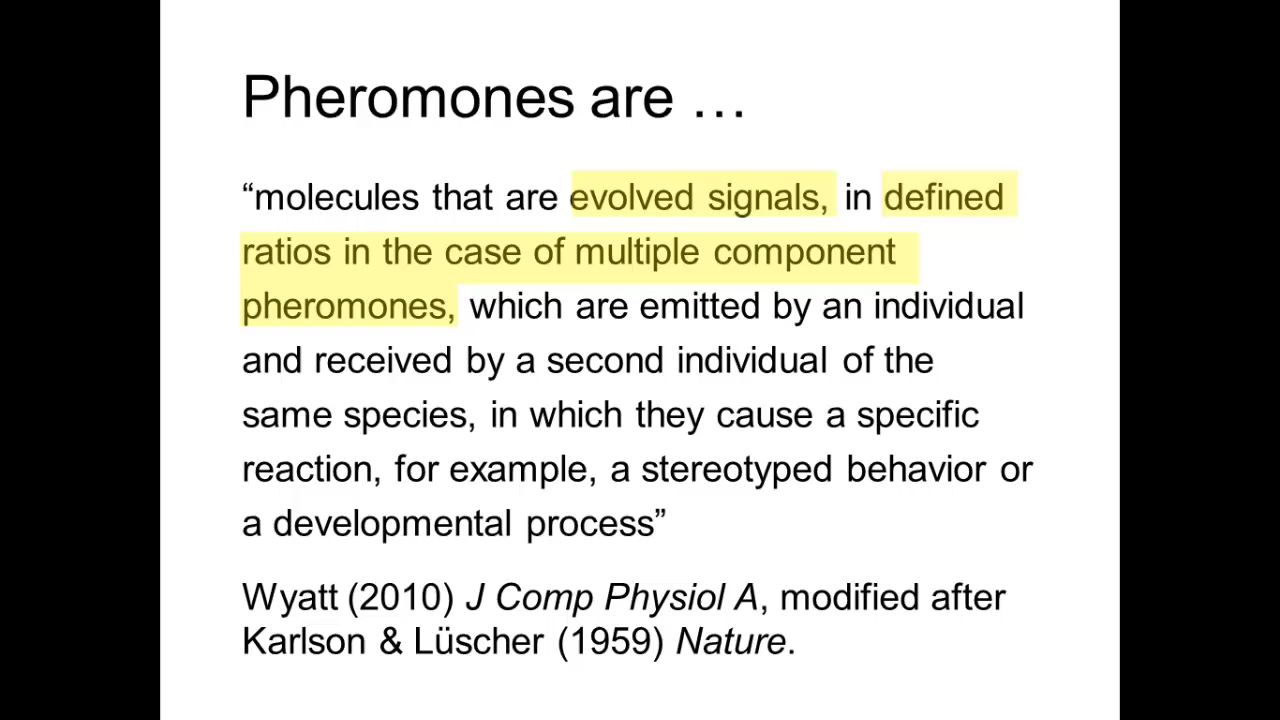 Pheromones are …
“molecules that are evolved signals, in defined
ratios in the case of multiple component
pheromones, which are emitted by an individual
and received by a second individual of the
same species, in which they cause a specific
reaction, for example, a stereotyped behavior or
a developmental process”
Wyatt (2010) J Comp Physiol A, modified after
Karlson & Lüscher (1959) Nature.